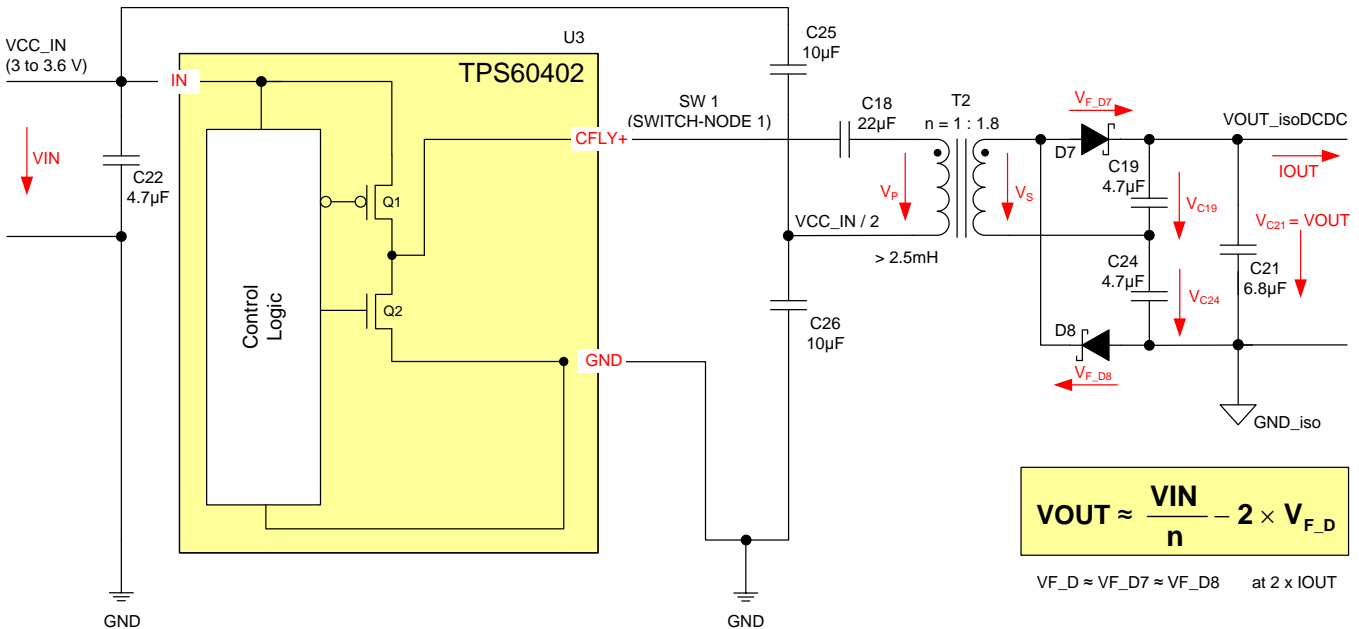 VCC_IN
(3 to 3.6 V)
VIN
C22
4.7µF
GND
U3
TPS60402
IN
Control
Logic
Q1
Q2
CFLY+
GND
SW 1
(SWITCH-NODE 1)
C25
10µF
C18
22µF
T2
n = 1 : 1.8
VP
VS
VCC_IN / 2
> 2.5mH
C26
10µF
GND
VF_D7
D7
C19
4.7µF
VC19
C24
4.7µF
VC24
D8
VF_D8
VOUT_isoDCDC
IOUT
VC21 = VOUT
C21
6.8µF
GND_iso
VOUT ≈ VIN / n − 2 × VF_D
VF_D ≈ VF_D7 ≈ VF_D8 at 2 x IOUT